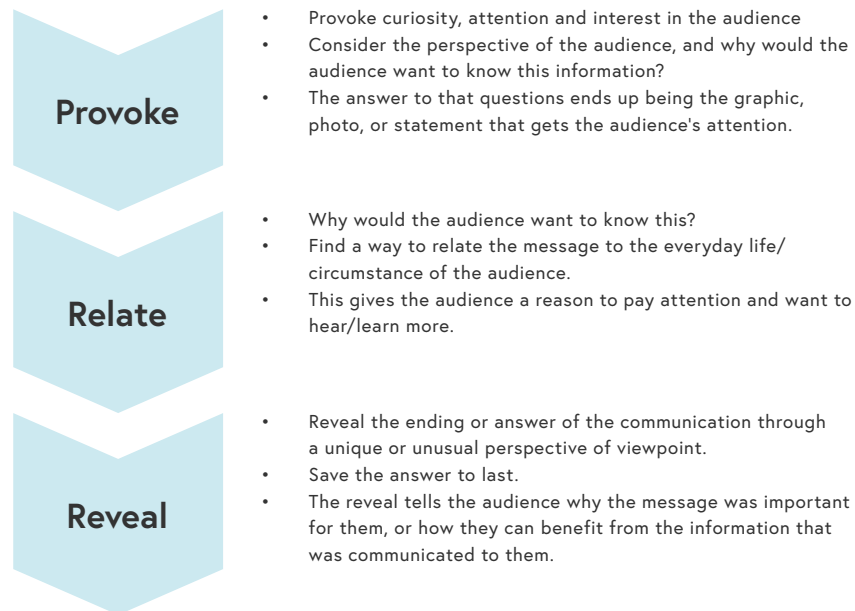 Provoke
• Provoke curiosity, attention and interest in the audience
• Consider the perspective of the audience, and why would the
audience want to know this information?
• The answer to that questions ends up being the graphic,
photo, or statement that gets the audience's attention.
Relate
• Why would the audience want to know this?
• Find a way to relate the message to the everyday life/
circumstance of the audience.
• This gives the audience a reason to pay attention and want to
hear/learn more.
Reveal
• Reveal the ending or answer of the communication through
a unique or unusual perspective of viewpoint.
• Save the answer to last.
• The reveal tells the audience why the message was important
for them, or how they can benefit from the information that
was communicated to them.